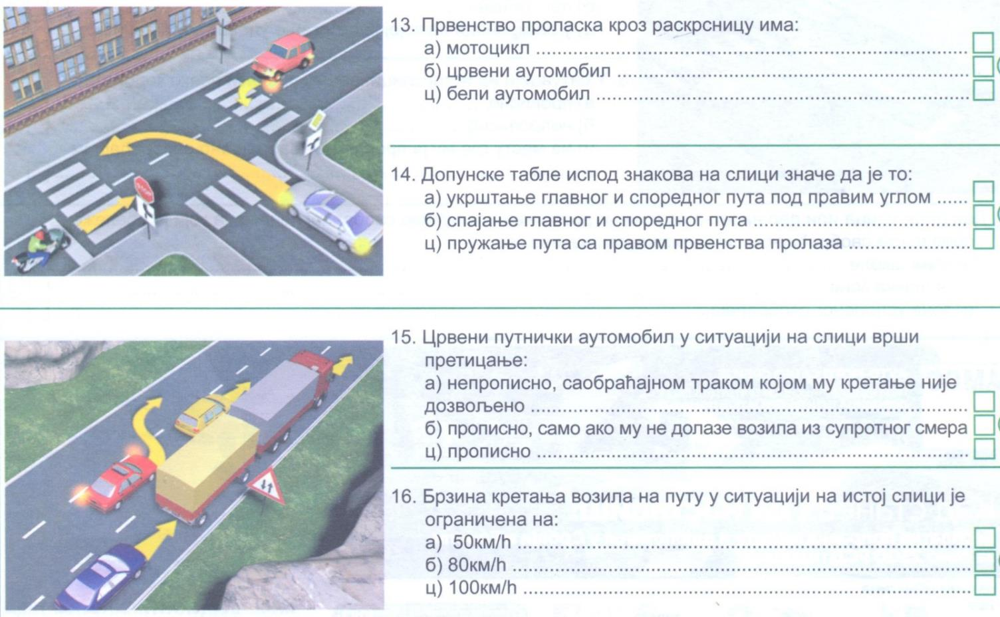 13. Првенство проласка кроз раскрсницу има:
а) мотоцикл
б) црвени аутомобил
ц) бели аутомобил
14. Допунске табле испод знакова на слици значе да је то:
а) укрштање главног и споредног пута под правим углом
б) спајање главног и споредног пута
ц) пружање пута са правом првенства пролаза
15. Црвени путнички аутомобил у ситуацији на слици врши
претицање:
а) непрописно, саобраћајном траком којом му кретање није
дозвољено
б) прописно, само ако му не долазе возила из супротног смера
ц) прописно
16. Брзина кретања возила на путу у ситуацији на истој слици је
ограничена на:
а) 50км/h
б) 80км/h
ц) 100км/h